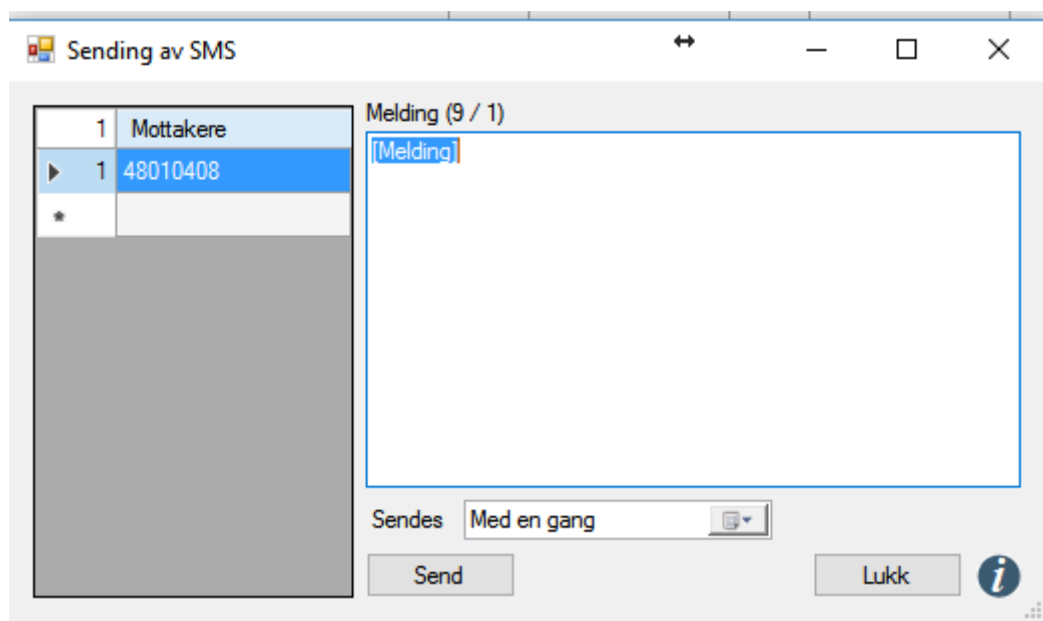 Sending av SMS
1 Mottakere
1 48010408
Melding (9 / 1)
[Melding]
Sendes Med en gang
Send Lukk